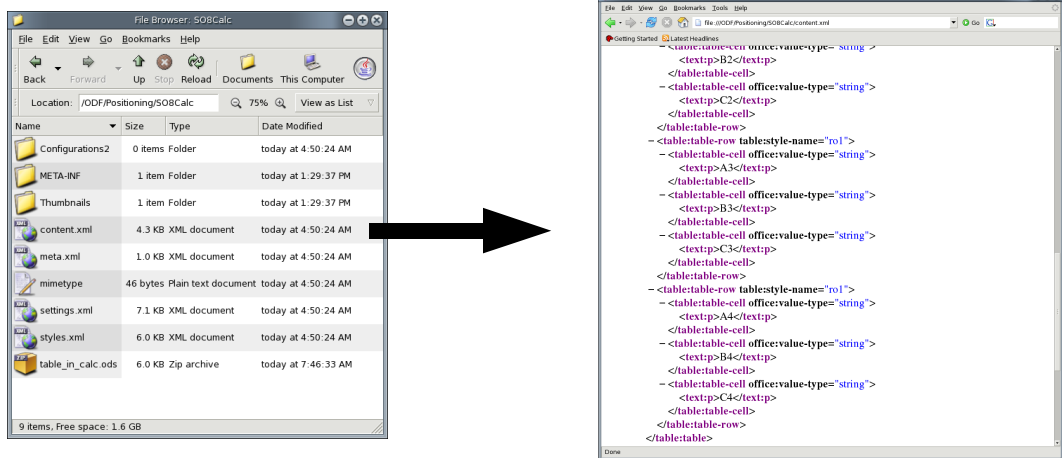 File Browser: SO8Calc
File Edit View Go Bookmarks Help
Back Forward Up Stop Reload Documents This Computer
Location: /ODF/Positioning/SO8Calc 75% View as List
Name Size Type Date Modified
Configurations2 0 items Folder today at 4:50:24 AM
META-INF 1 item Folder today at 1:29:37 PM
Thumbnails 1 item Folder today at 1:29:37 PM
content.xml 4.3 KB XML document today at 4:50:24 AM
meta.xml 1.0 KB XML document today at 4:50:24 AM
mimetype 46 bytes Plain text document today at 4:50:24 AM
settings.xml 7.1 KB XML document today at 4:50:24 AM
styles.xml 6.0 KB XML document today at 4:50:24 AM
table_in_calc.ods 6.0 KB Zip archive today at 7:46:33 AM
9 items, Free space: 1.6 GB
File Edit View Go Bookmarks Tools Help
file:///ODF/Positioning/SO8Calc/content.xml Go
Getting Started Latest Headlines
− <table:table-cell office:value-type="string">
<text:p>B2</text:p>
</table:table-cell>
− <table:table-cell office:value-type="string">
<text:p>C2</text:p>
</table:table-cell>
</table:table-row>
− <table:table-row table:style-name="ro1">
− <table:table-cell office:value-type="string">
<text:p>A3</text:p>
</table:table-cell>
− <table:table-cell office:value-type="string">
<text:p>B3</text:p>
</table:table-cell>
− <table:table-cell office:value-type="string">
<text:p>C3</text:p>
</table:table-cell>
</table:table-row>
− <table:table-row table:style-name="ro1">
− <table:table-cell office:value-type="string">
<text:p>A4</text:p>
</table:table-cell>
− <table:table-cell office:value-type="string">
<text:p>B4</text:p>
</table:table-cell>
− <table:table-cell office:value-type="string">
<text:p>C4</text:p>
</table:table-cell>
</table:table-row>
</table:table>
Done